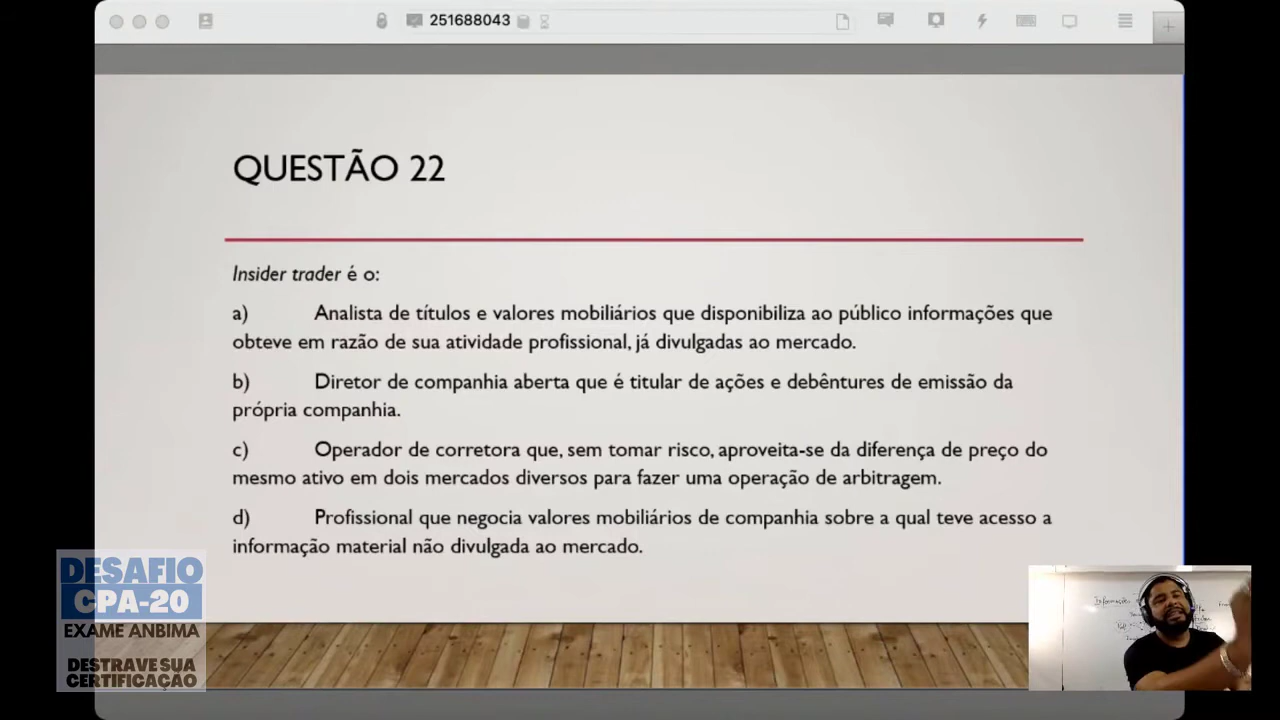 251688043
QUESTÃO 22
Insider trader é o:
a) Analista de títulos e valores mobiliários que disponibiliza ao público informações que
obteve em razão de sua atividade profissional, já divulgadas ao mercado.
b) Diretor de companhia aberta que é titular de ações e debêntures de emissão da
própria companhia.
c) Operador de corretora que, sem tomar risco, aproveita-se da diferença de preço do
mesmo ativo em dois mercados diversos para fazer uma operação de arbitragem.
d) Profissional que negocia valores mobiliários de companhia sobre a qual teve acesso a
informação material não divulgada ao mercado.
DESAFIO
CPA-20
EXAME ANBIMA
DESTRAVE SUA
CERTIFICAÇÃO